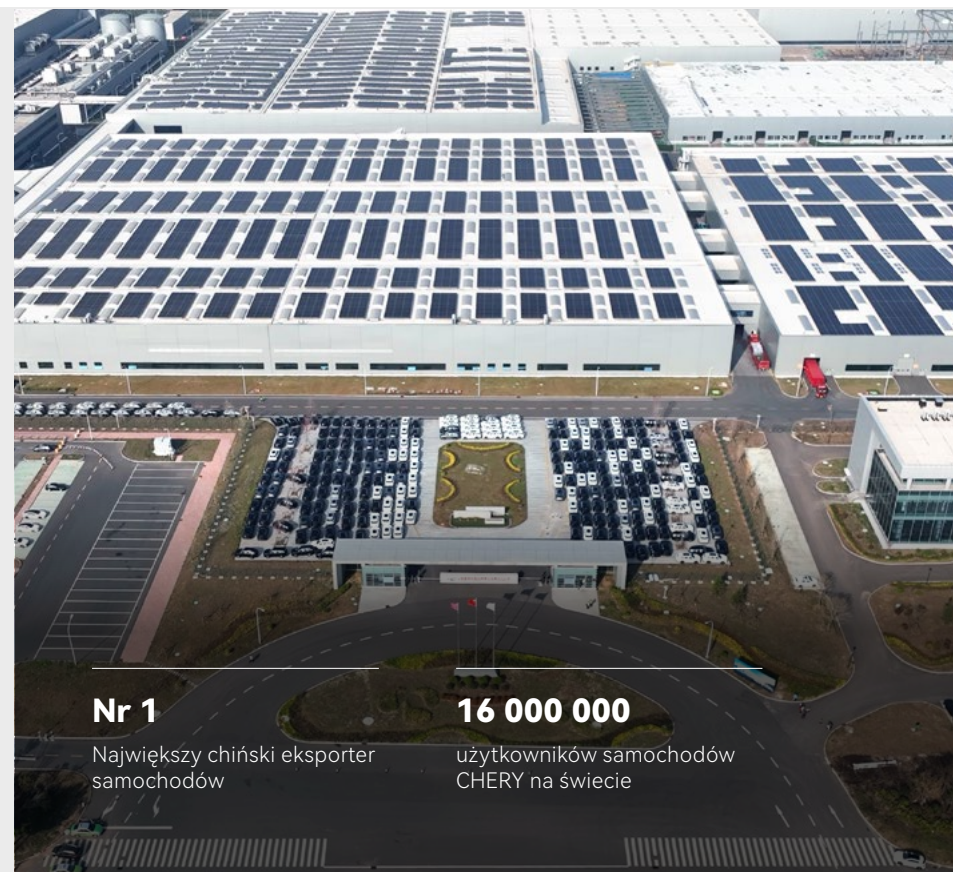 Nr 1
Największy chiński eksporter
samochodów
16 000 000
użytkowników samochodów
CHERY na świecie